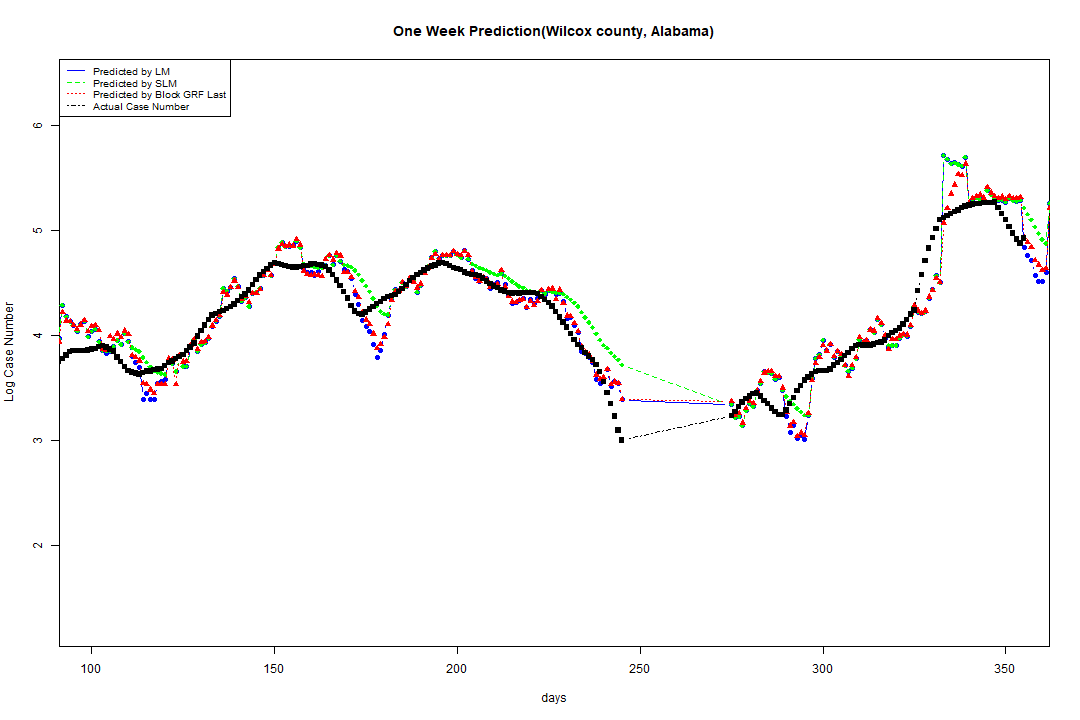 One Week Prediction(Wilcox county, Alabama)
Predicted by LM
Predicted by SLM
Predicted by Block GRF Last
Actual Case Number
Log Case Number
6
5
4
3
2
100 150 200 250 300 350
days